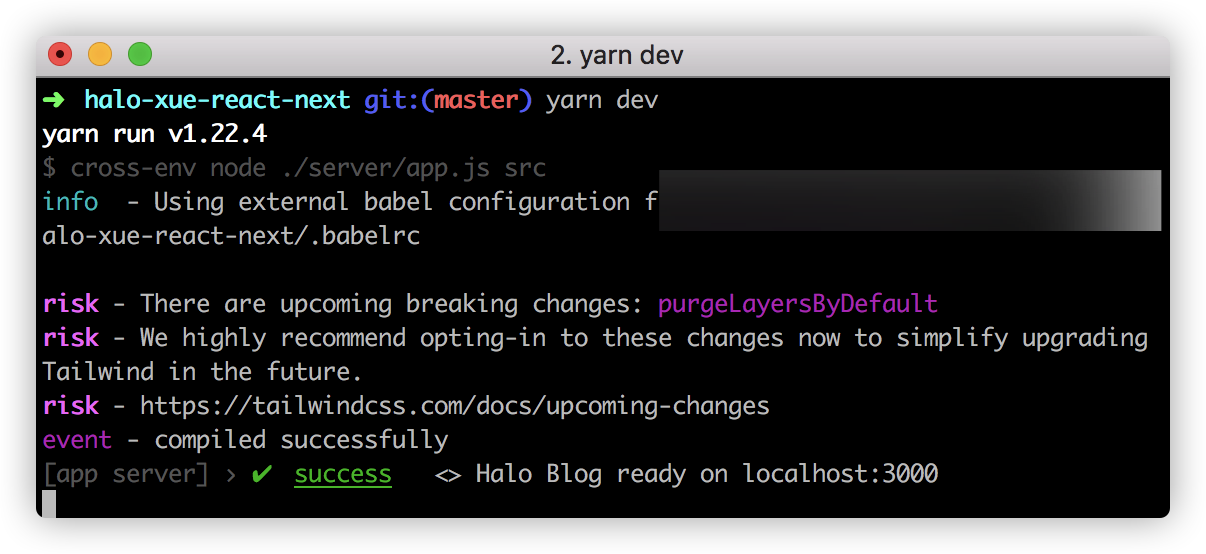 2. yarn dev
➜ halo-xue-react-next git:(master) yarn dev
yarn run v1.22.4
$ cross-env node ./server/app.js src
info - Using external babel configuration f
alo-xue-react-next/.babelrc
risk - There are upcoming breaking changes: purgeLayersByDefault
risk - We highly recommend opting-in to these changes now to simplify upgrading
Tailwind in the future.
risk - https://tailwindcss.com/docs/upcoming-changes
event - compiled successfully
[app server] › ✔ success <> Halo Blog ready on localhost:3000